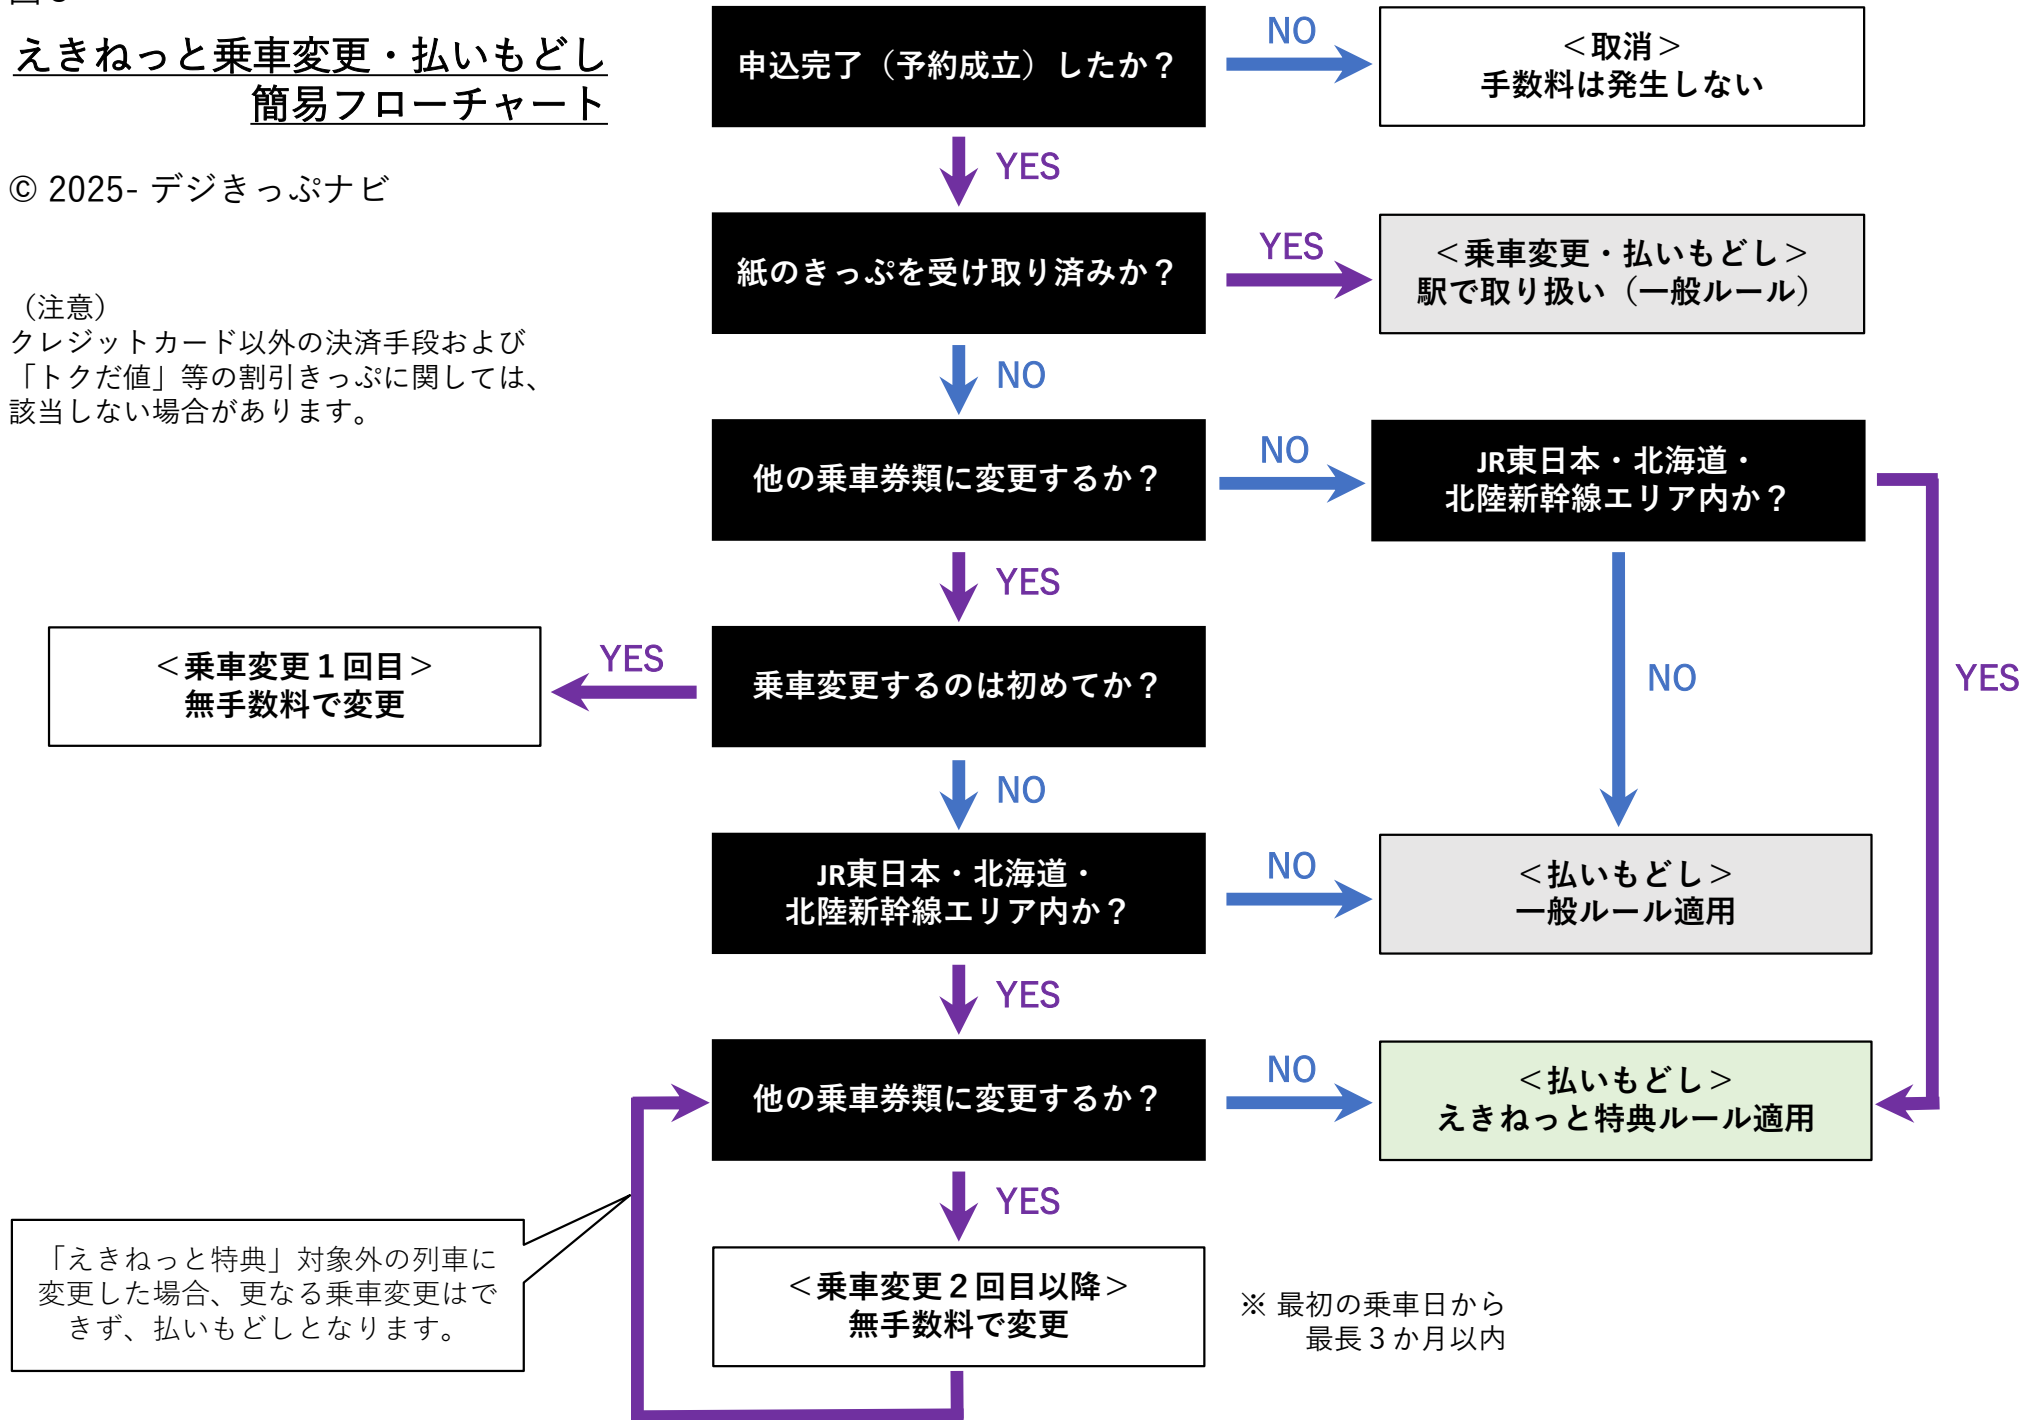 えきねっと乗車変更・払いもどし
簡易フローチャート
© 2025- デジきっぷナビ
（注意）
クレジットカード以外の決済手段および
「トクだ値」等の割引きっぷに関しては、
該当しない場合があります。
申込完了（予約成立）したか？
NO
＜取消＞
手数料は発生しない
YES
紙のきっぷを受け取り済みか？
YES
＜乗車変更・払いもどし＞
駅で取り扱い（一般ルール）
NO
他の乗車券類に変更するか？
NO
JR東日本・北海道・
北陸新幹線エリア内か？
YES
YES
＜乗車変更１回目＞
無手数料で変更
YES
乗車変更するのは初めてか？
NO
NO
JR東日本・北海道・
北陸新幹線エリア内か？
NO
＜払いもどし＞
一般ルール適用
YES
他の乗車券類に変更するか？
NO
＜払いもどし＞
えきねっと特典ルール適用
YES
「えきねっと特典」対象外の列車に
変更した場合、更なる乗車変更はで
きず、払いもどしとなります。
＜乗車変更２回目以降＞
無手数料で変更
※ 最初の乗車日から
最長３か月以内